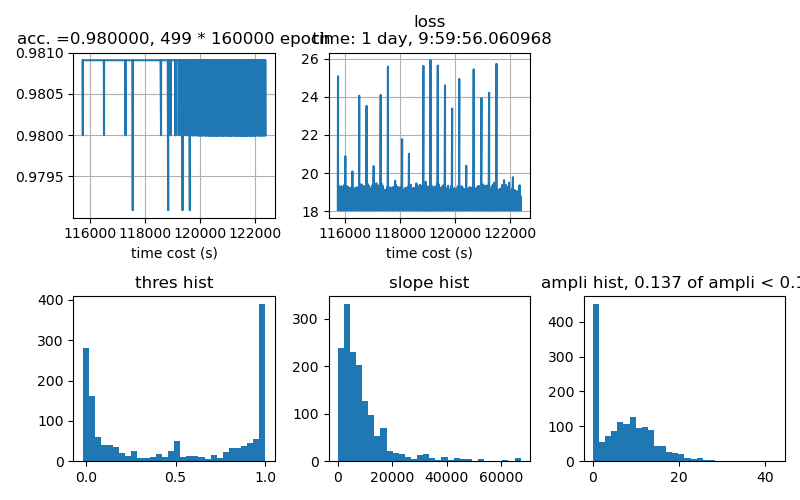 acc. =0.980000, 499 * 160000 epoch
loss
time: 1 day, 9:59:56.060968
0.9810
0.9805
0.9800
0.9795
116000 118000 120000 122000
time cost (s)
26
24
22
20
18
116000 118000 120000 122000
time cost (s)
thres hist
400
300
200
100
0
0.0 0.5 1.0
slope hist
300
200
100
0
0 20000 40000 60000
ampli hist, 0.137 of ampli < 0.1
400
300
200
100
0
0 20 40